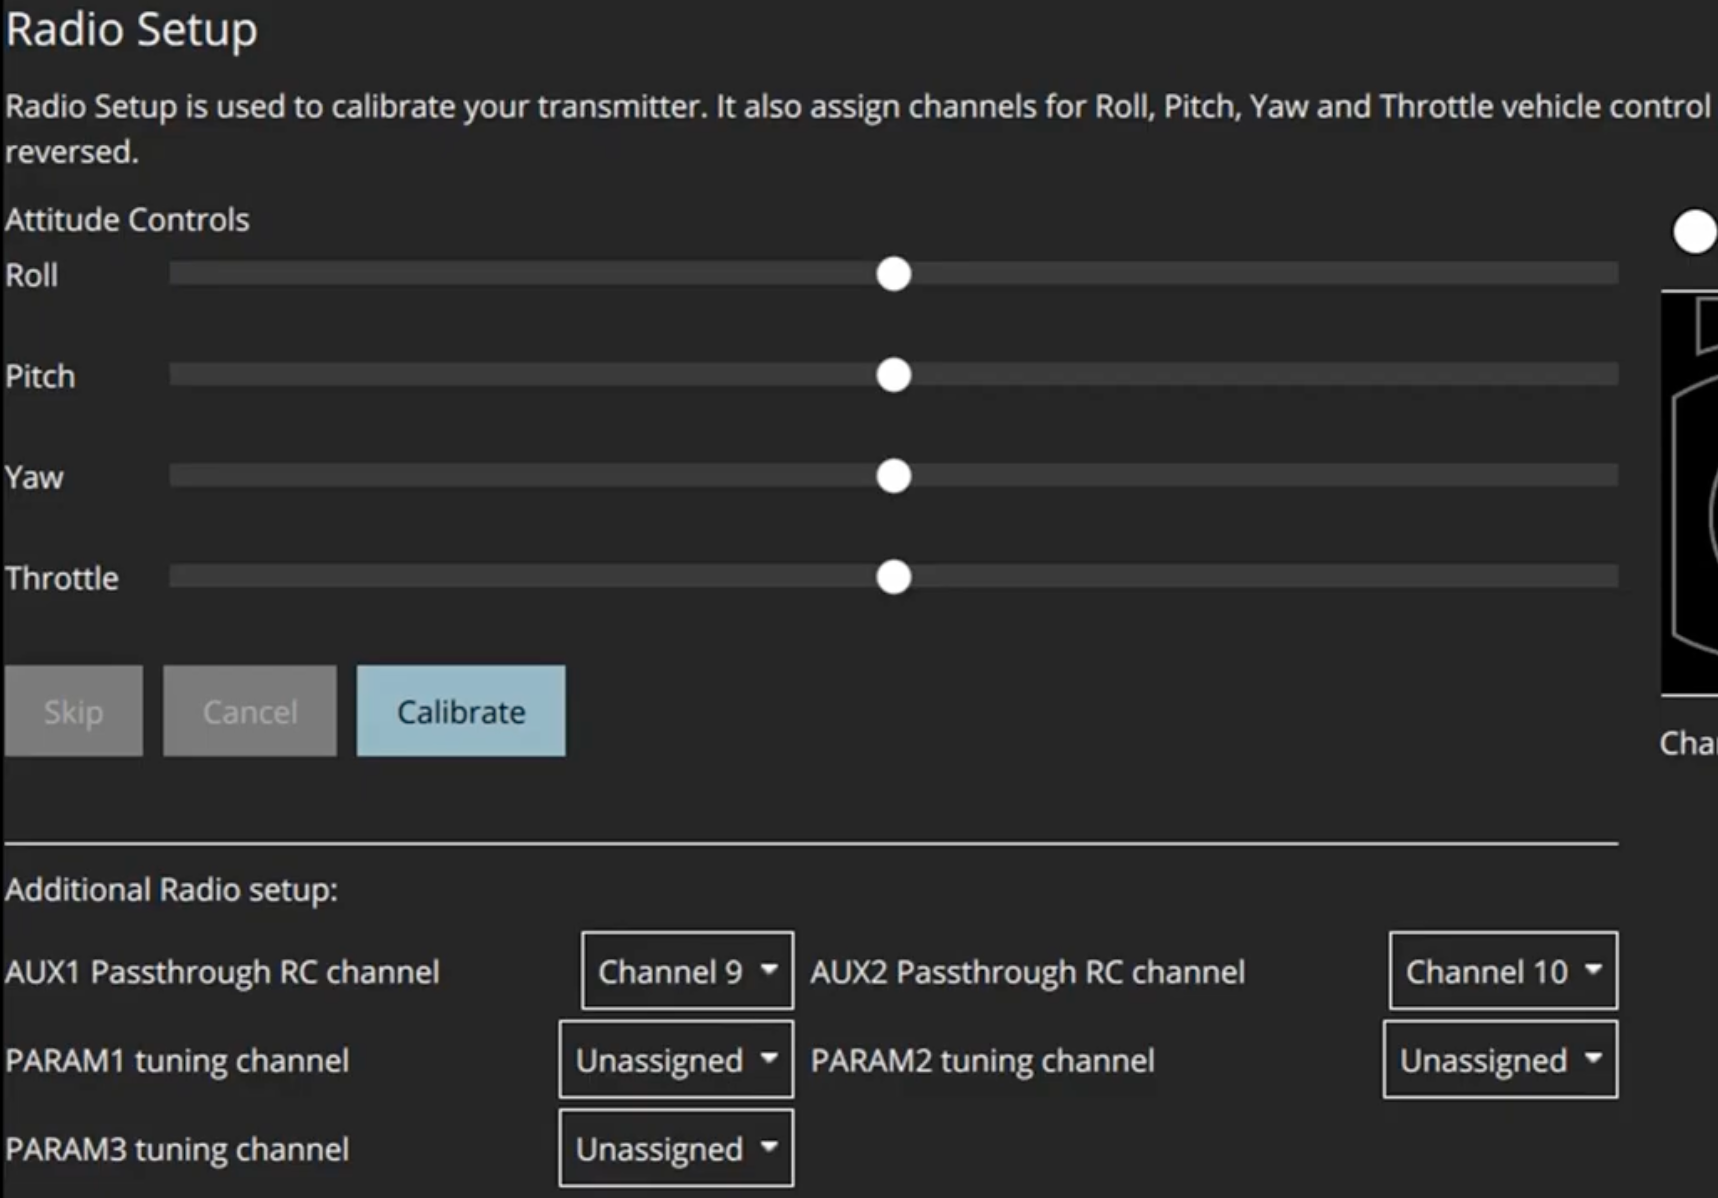 Radio Setup
Radio Setup is used to calibrate your transmitter. It also assign channels for Roll, Pitch, Yaw and Throttle vehicle control
reversed.
Attitude Controls
Roll
Pitch
Yaw
Throttle
Skip Cancel Calibrate
Additional Radio setup:
AUX1 Passthrough RC channel Channel 9 AUX2 Passthrough RC channel Channel 10
PARAM1 tuning channel Unassigned PARAM2 tuning channel Unassigned
PARAM3 tuning channel Unassigned